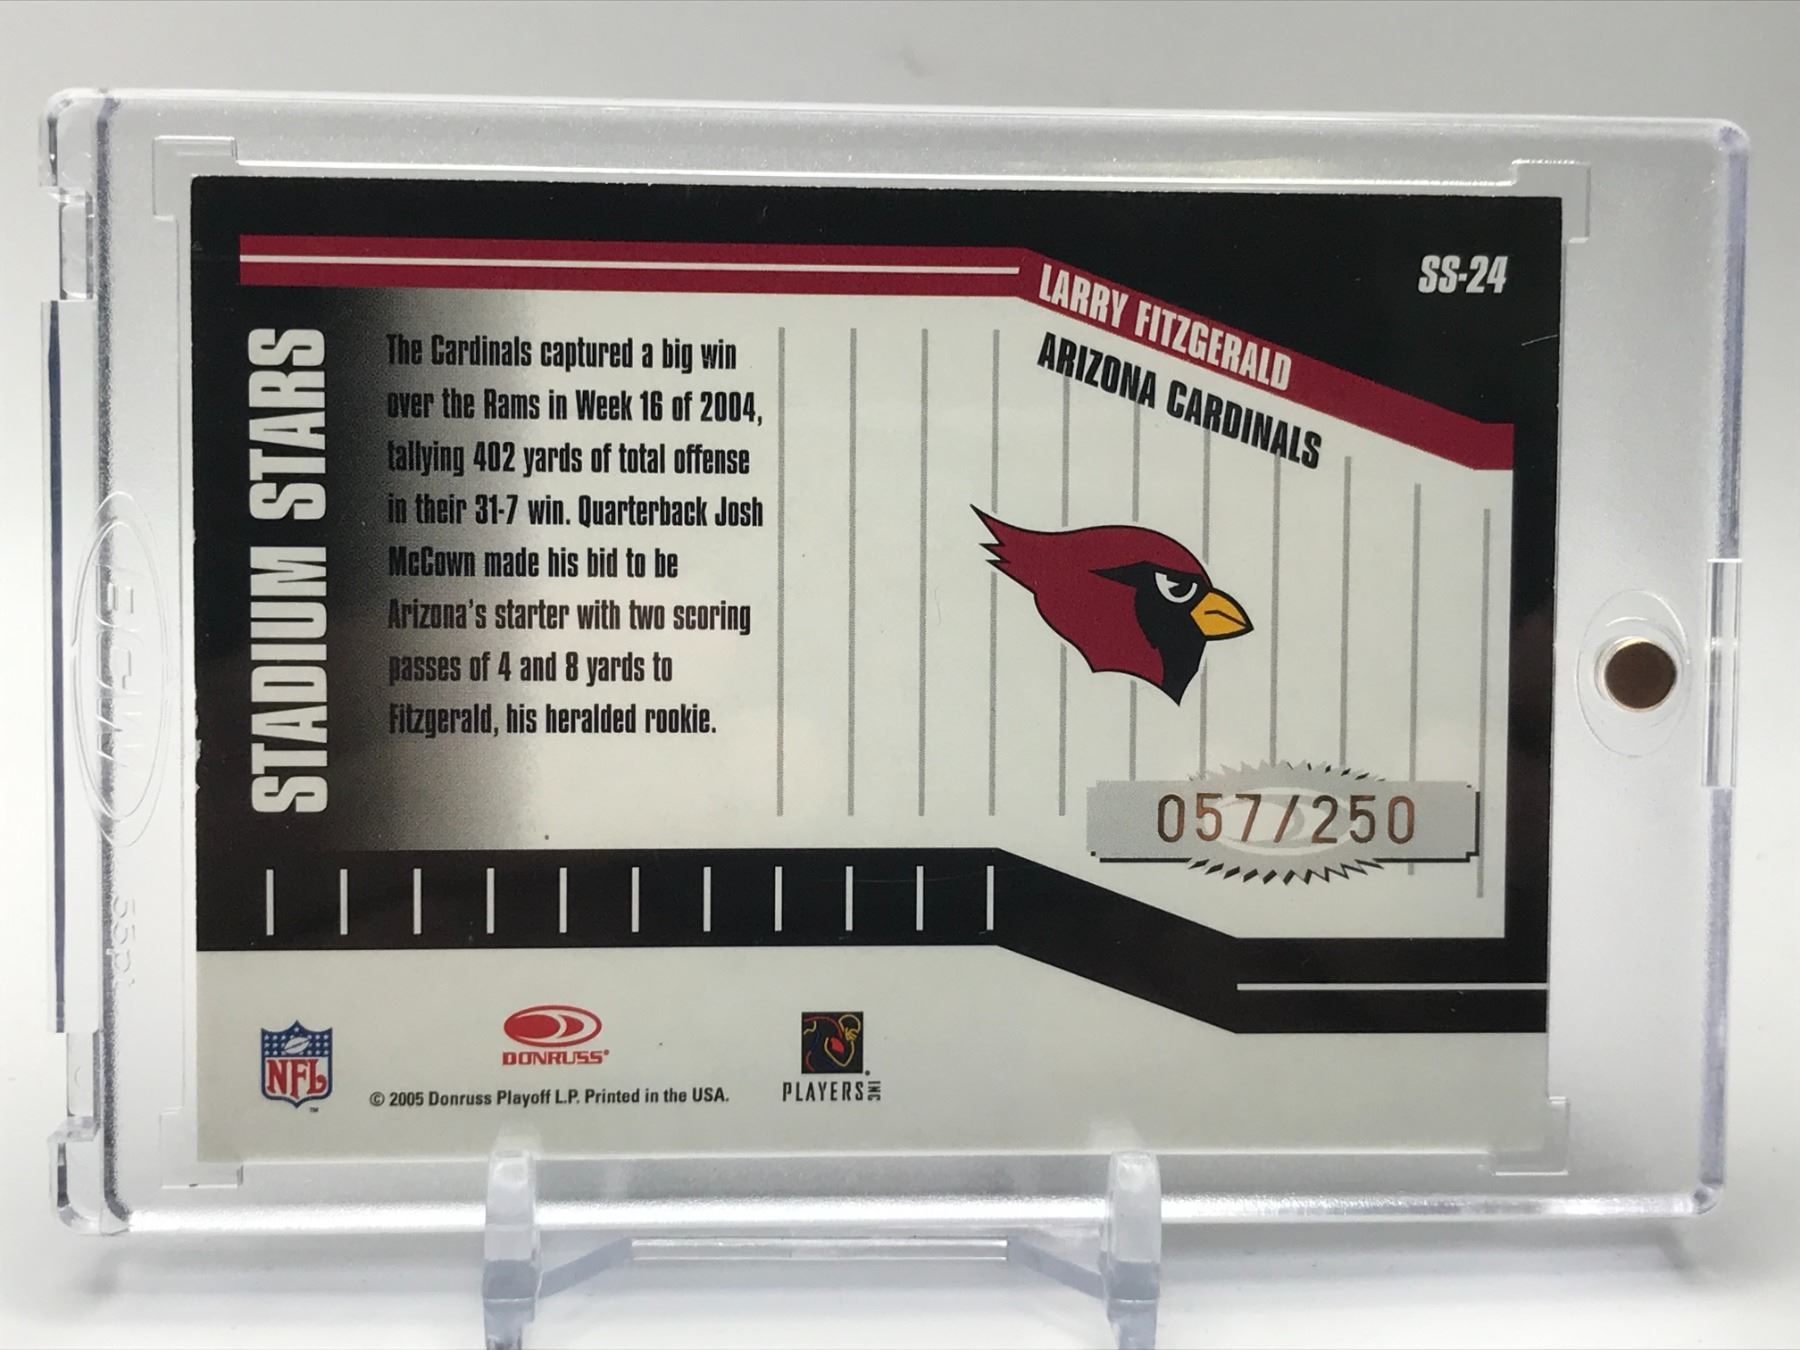 SS-24
LARRY FITZGERALD
ARIZONA CARDINALS
STADIUM STARS
The Cardinals captured a big win
over the Rams in Week 16 of 2004,
tallying 402 yards of total offense
in their 31-7 win. Quarterback Josh
McCown made his bid to be
Arizona's starter with two scoring
passes of 4 and 8 yards to
Fitzgerald, his heralded rookie.
057/250
NFL
TM
DONRUSS®
© 2005 Donruss Playoff L.P. Printed in the USA.
PLAYERS INC